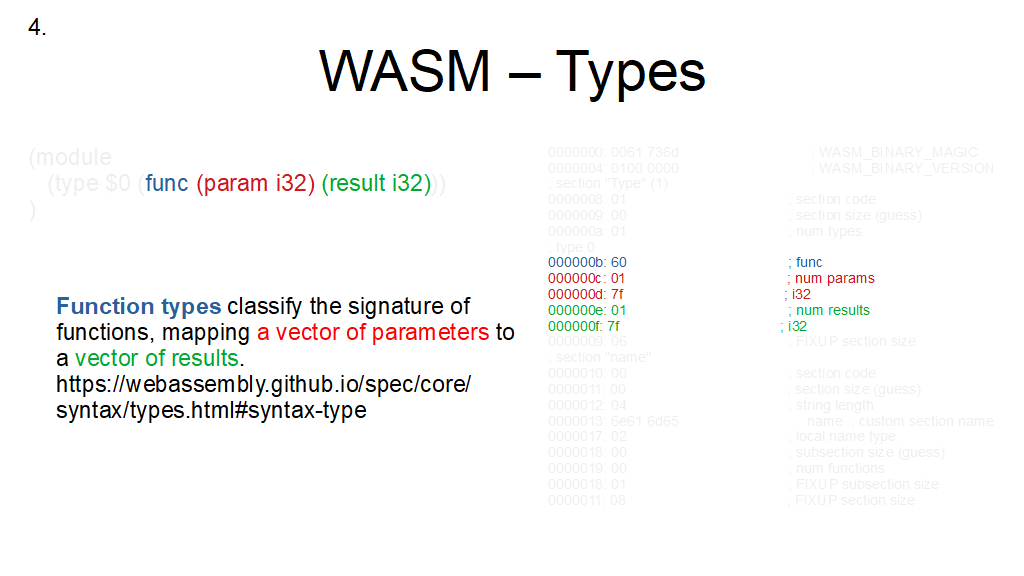 4.
WASM – Types
(module
(type $0 (func (param i32) (result i32)))
)
Function types classify the signature of
functions, mapping a vector of parameters to
a vector of results.
https://webassembly.github.io/spec/core/
syntax/types.html#syntax-type
0000000: 0061 736d ; WASM_BINARY_MAGIC
0000004: 0100 0000 ; WASM_BINARY_VERSION
; section "Type" (1)
0000008: 01 ; section code
0000009: 00 ; section size (guess)
000000a: 01 ; num types
; type 0
000000b: 60 ; func
000000c: 01 ; num params
000000d: 7f ; i32
000000e: 01 ; num results
000000f: 7f ; i32
0000009: 06 ; FIXUP section size
; section "name"
0000010: 00 ; section code
0000011: 00 ; section size (guess)
0000012: 04 ; string length
0000013: 6e61 6d65 name ; custom section name
0000017: 02 ; local name type
0000018: 00 ; subsection size (guess)
0000019: 00 ; num functions
0000018: 01 ; FIXUP subsection size
0000011: 08 ; FIXUP section size